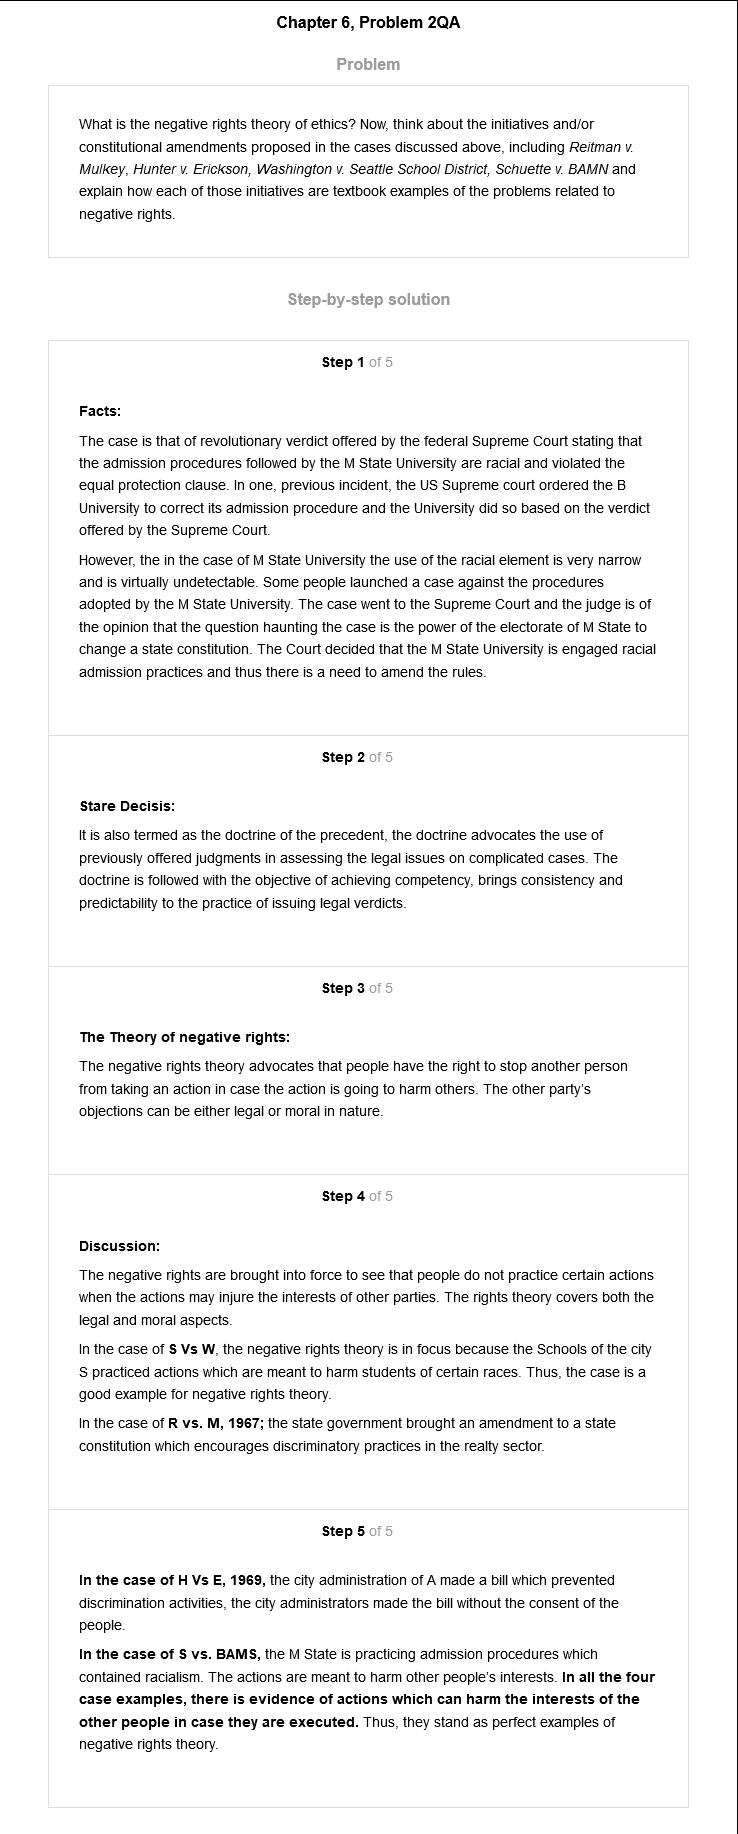 Chapter 6, Problem 2QA
Problem
What is the negative rights theory of ethics? Now, think about the initiatives and/or
constitutional amendments proposed in the cases discussed above, including Reitman v.
Mulkey, Hunter v. Erickson, Washington v. Seattle School District, Schuette v. BAMN and
explain how each of those initiatives are textbook examples of the problems related to
negative rights.
Step-by-step solution
Step 1 of 5
Facts:
The case is that of revolutionary verdict offered by the federal Supreme Court stating that
the admission procedures followed by the M State University are racial and violated the
equal protection clause. In one, previous incident, the US Supreme court ordered the B
University to correct its admission procedure and the University did so based on the verdict
offered by the Supreme Court.
However, the in the case of M State University the use of the racial element is very narrow
and is virtually undetectable. Some people launched a case against the procedures
adopted by the M State University. The case went to the Supreme Court and the judge is of
the opinion that the question haunting the case is the power of the electorate of M State to
change a state constitution. The Court decided that the M State University is engaged racial
admission practices and thus there is a need to amend the rules.
Step 2 of 5
Stare Decisis:
It is also termed as the doctrine of the precedent, the doctrine advocates the use of
previously offered judgments in assessing the legal issues on complicated cases. The
doctrine is followed with the objective of achieving competency, brings consistency and
predictability to the practice of issuing legal verdicts.
Step 3 of 5
The Theory of negative rights:
The negative rights theory advocates that people have the right to stop another person
from taking an action in case the action is going to harm others. The other party's
objections can be either legal or moral in nature.
Step 4 of 5
Discussion:
The negative rights are brought into force to see that people do not practice certain actions
when the actions may injure the interests of other parties. The rights theory covers both the
legal and moral aspects.
In the case of S Vs W, the negative rights theory is in focus because the Schools of the city
S practiced actions which are meant to harm students of certain races. Thus, the case is a
good example for negative rights theory.
In the case of R vs. M, 1967; the state government brought an amendment to a state
constitution which encourages discriminatory practices in the realty sector.
Step 5 of 5
In the case of H Vs E, 1969, the city administration of A made a bill which prevented
discrimination activities, the city administrators made the bill without the consent of the
people.
In the case of S vs. BAMS, the M State is practicing admission procedures which
contained racialism. The actions are meant to harm other people's interests. In all the four
case examples, there is evidence of actions which can harm the interests of the
other people in case they are executed. Thus, they stand as perfect examples of
negative rights theory.